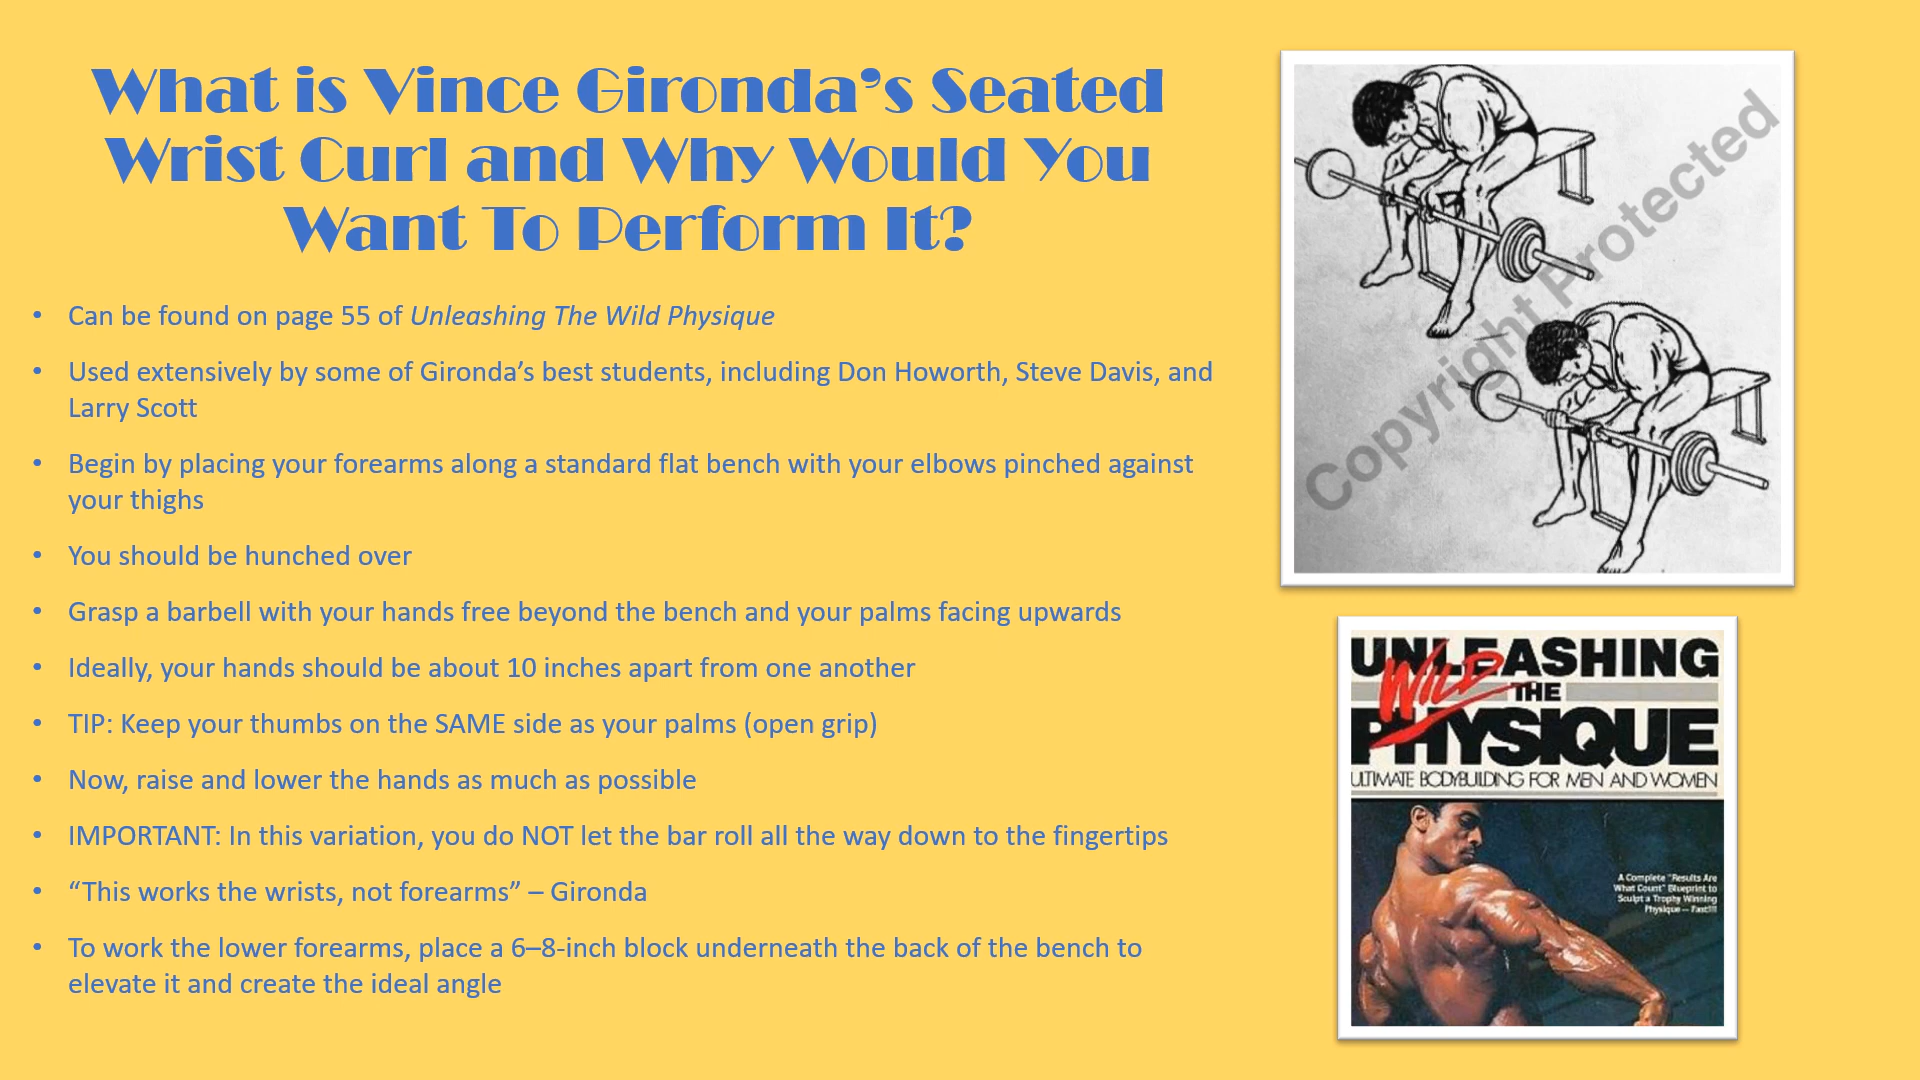 What is Vince Gironda’s Seated
Wrist Curl and Why Would You
Want To Perform It?
• Can be found on page 55 of Unleashing The Wild Physique
• Used extensively by some of Gironda’s best students, including Don Howorth, Steve Davis, and
Larry Scott
• Begin by placing your forearms along a standard flat bench with your elbows pinched against
your thighs
• You should be hunched over
• Grasp a barbell with your hands free beyond the bench and your palms facing upwards
• Ideally, your hands should be about 10 inches apart from one another
• TIP: Keep your thumbs on the SAME side as your palms (open grip)
• Now, raise and lower the hands as much as possible
• IMPORTANT: In this variation, you do NOT let the bar roll all the way down to the fingertips
• “This works the wrists, not forearms” – Gironda
• To work the lower forearms, place a 6–8-inch block underneath the back of the bench to
elevate it and create the ideal angle
Copyright Protected
UNLEASHING
THE
WILD
PHYSIQUE
ULTIMATE BODYBUILDING FOR MEN AND WOMEN
A Complete "Results Are
What Count" Blueprint to
Sculpt a Trophy Winning
Physique — Fast!!!